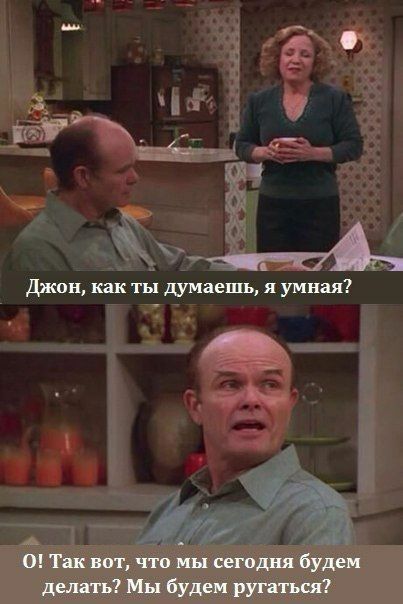 Джон, как ты думаешь, я умная?
О! Так вот, что мы сегодня будем
делать? Мы будем ругаться?